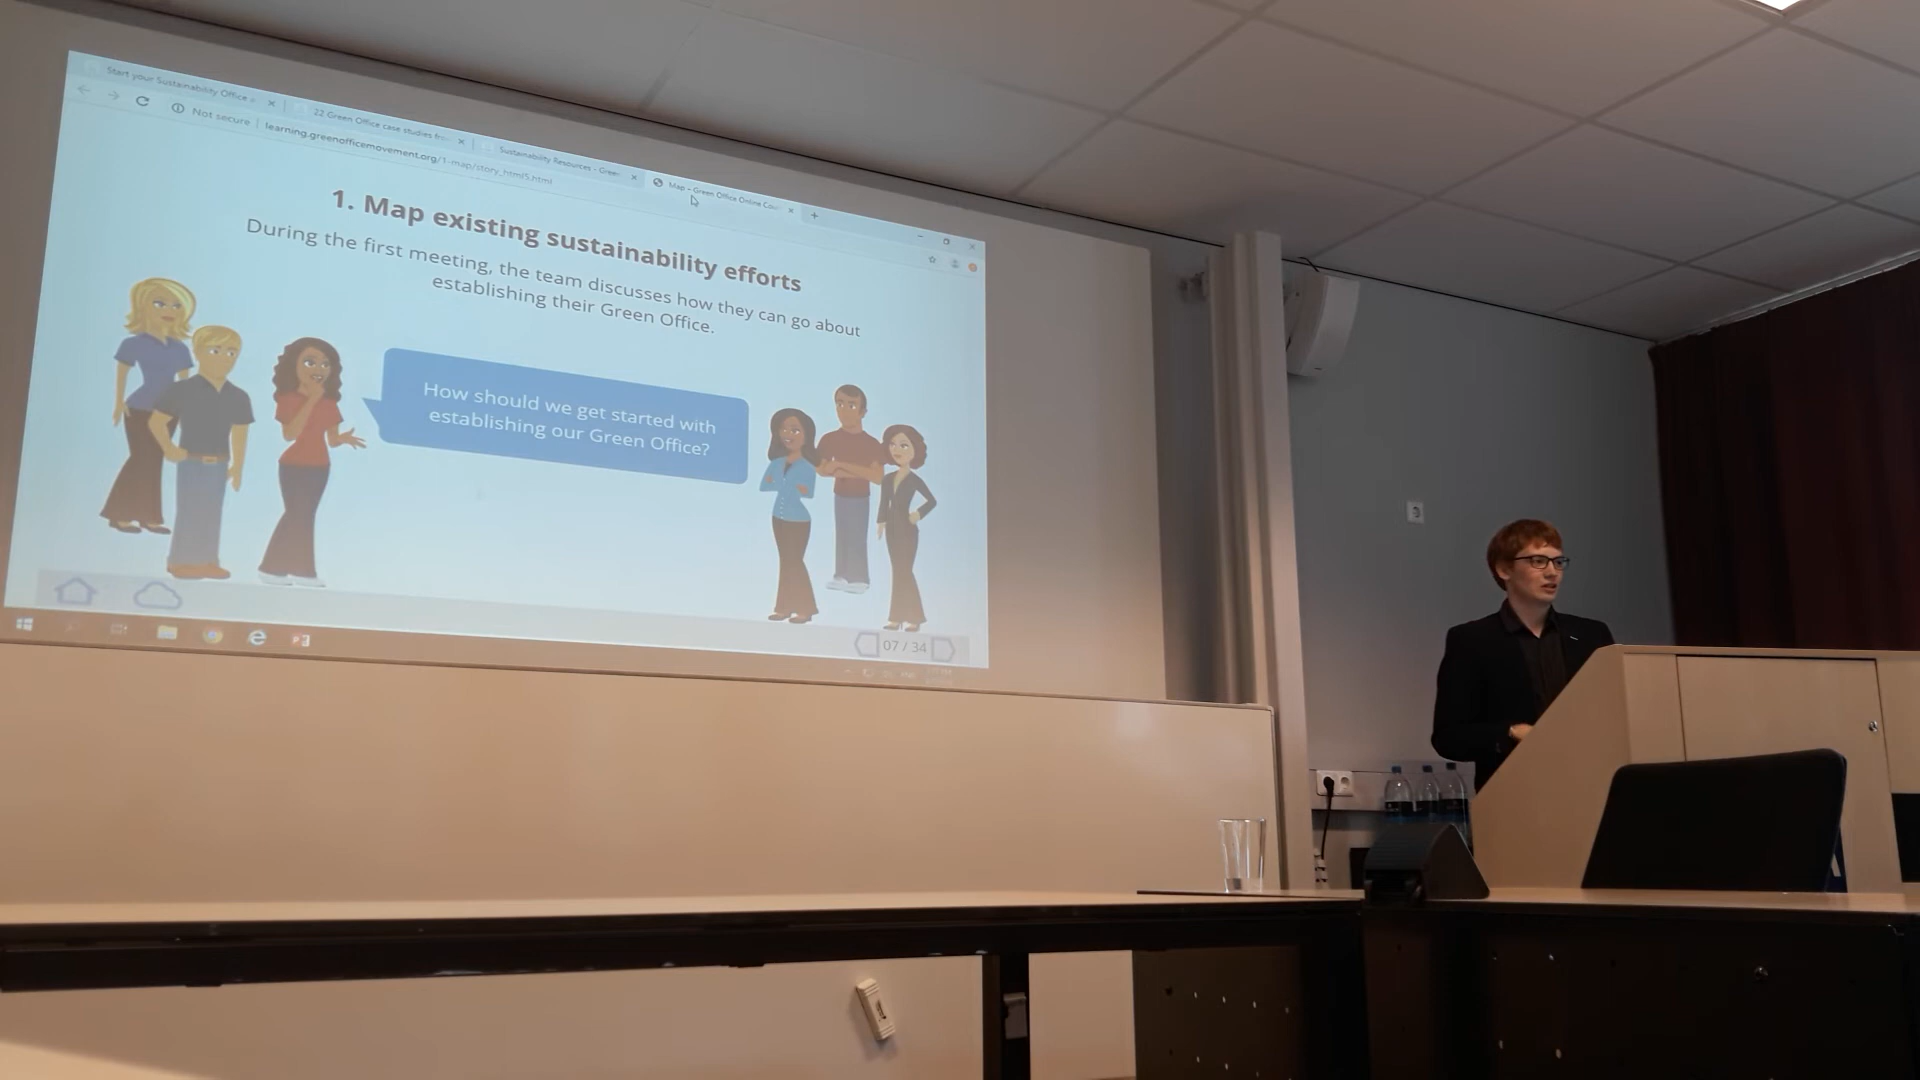 Start your Sustainability Office
22 Green Office case studies fro
Sustainability Resources - Green
Map - Green Office Online Cou
Not secure | learning.greenofficemovement.org/1-map/story_html5.html
1. Map existing sustainability efforts
During the first meeting, the team discusses how they can go about
establishing their Green Office.
How should we get started with
establishing our Green Office?
07 / 34